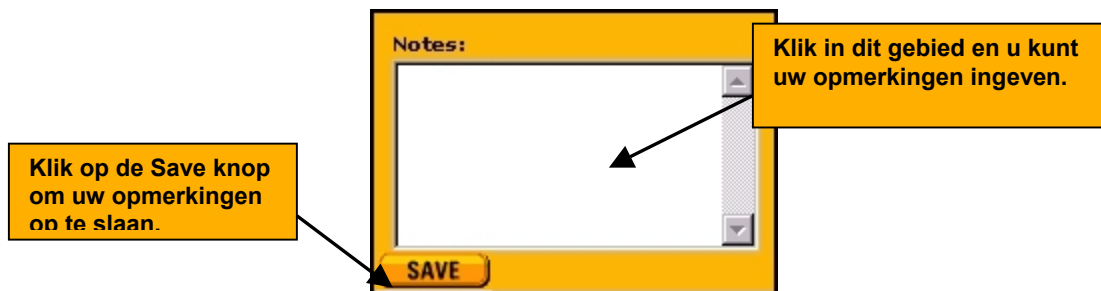 Notes:
Klik in dit gebied en u kunt
uw opmerkingen ingeven.
Klik op de Save knop
om uw opmerkingen
op te slaan.
SAVE